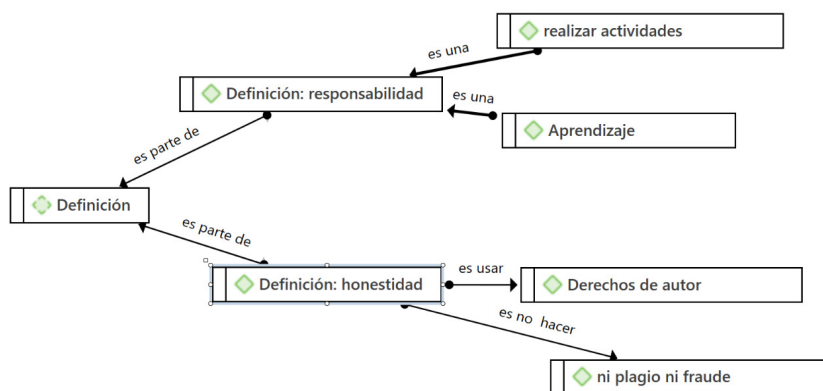 realizar actividades
es una
Definición: responsabilidad
es una
Aprendizaje
es parte de
Definición
es parte de
Definición: honestidad
es usar
Derechos de autor
es no hacer
ni plagio ni fraude